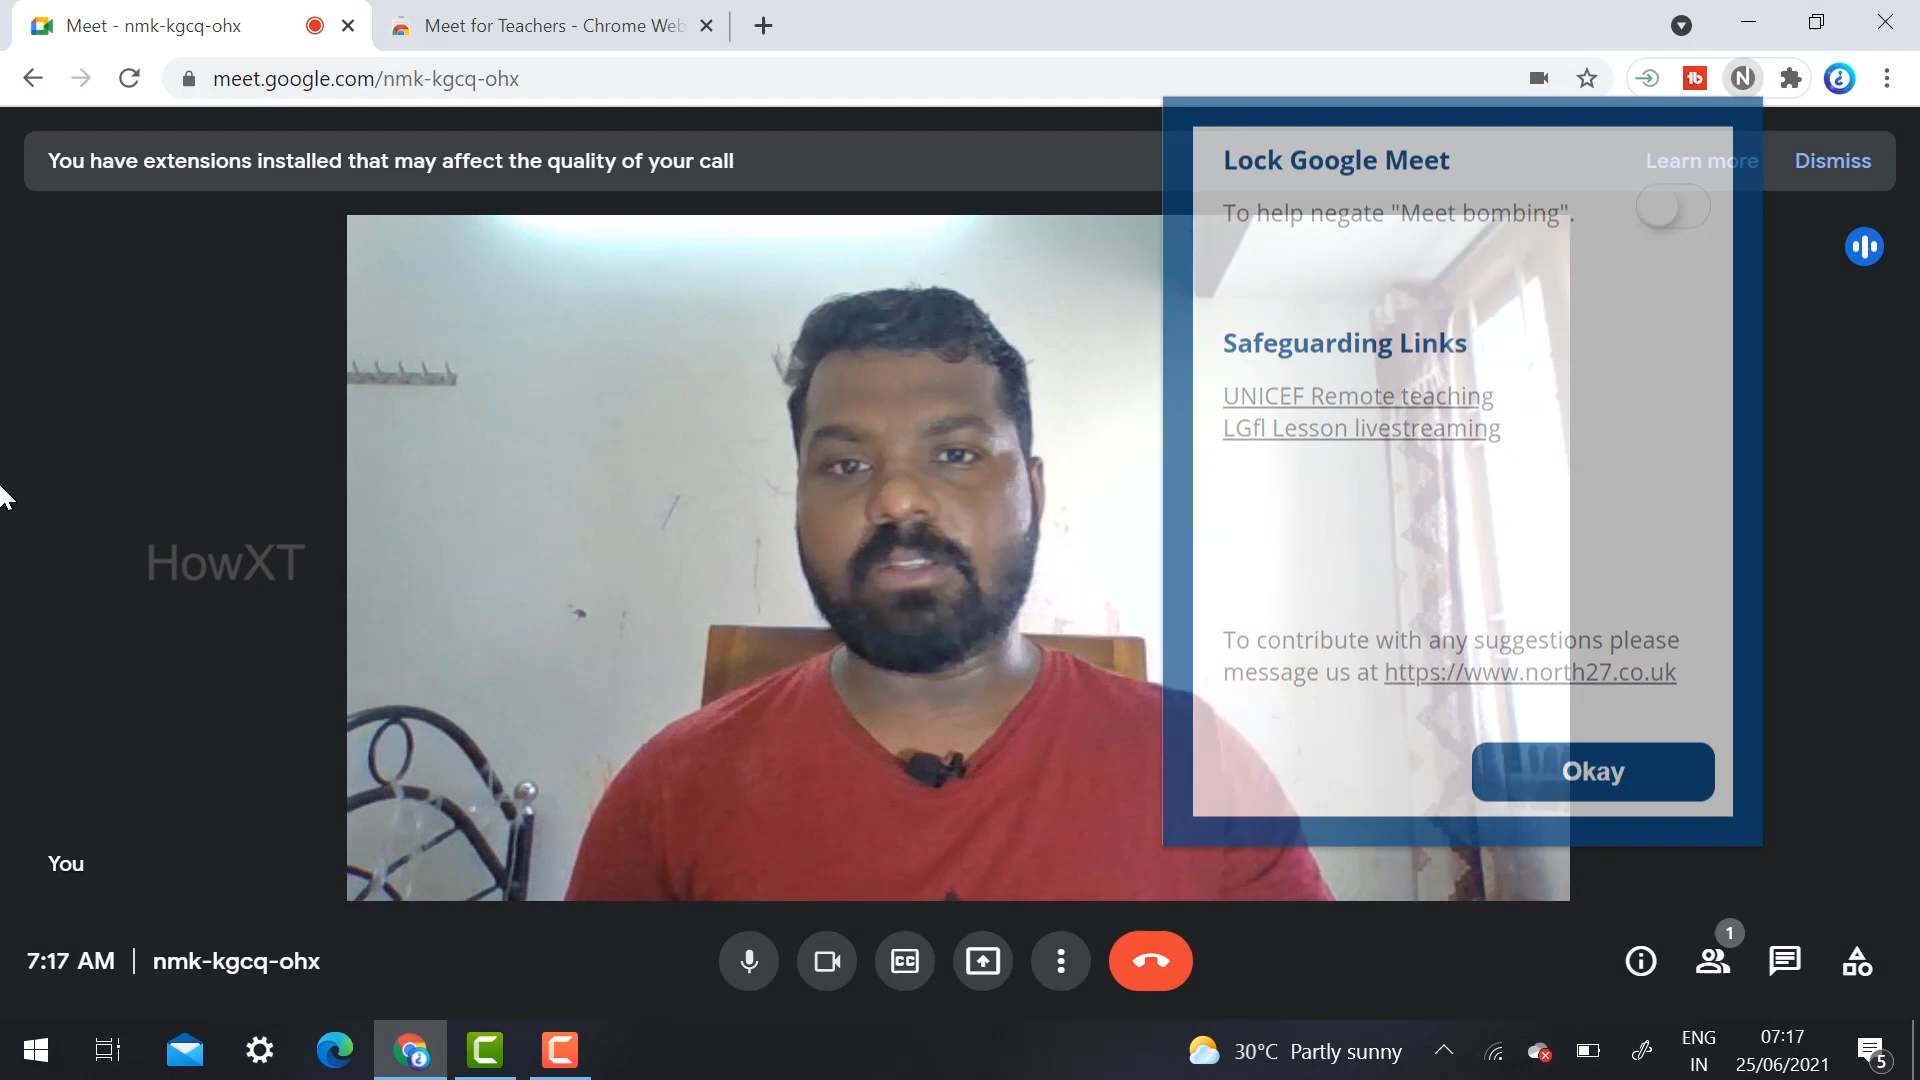 Meet - nmk-kgcq-ohx
Meet for Teachers - Chrome Web
meet.google.com/nmk-kgcq-ohx
You have extensions installed that may affect the quality of your call
Learn more
Dismiss
Lock Google Meet
To help negate "Meet bombing".
Safeguarding Links
UNICEF Remote teaching
LGfl Lesson livestreaming
HowXT
To contribute with any suggestions please
message us at https://www.north27.co.uk
Okay
You
7:17 AM | nmk-kgcq-ohx
CC
1
30°C Partly sunny
ENG
IN
07:17
25/06/2021
5